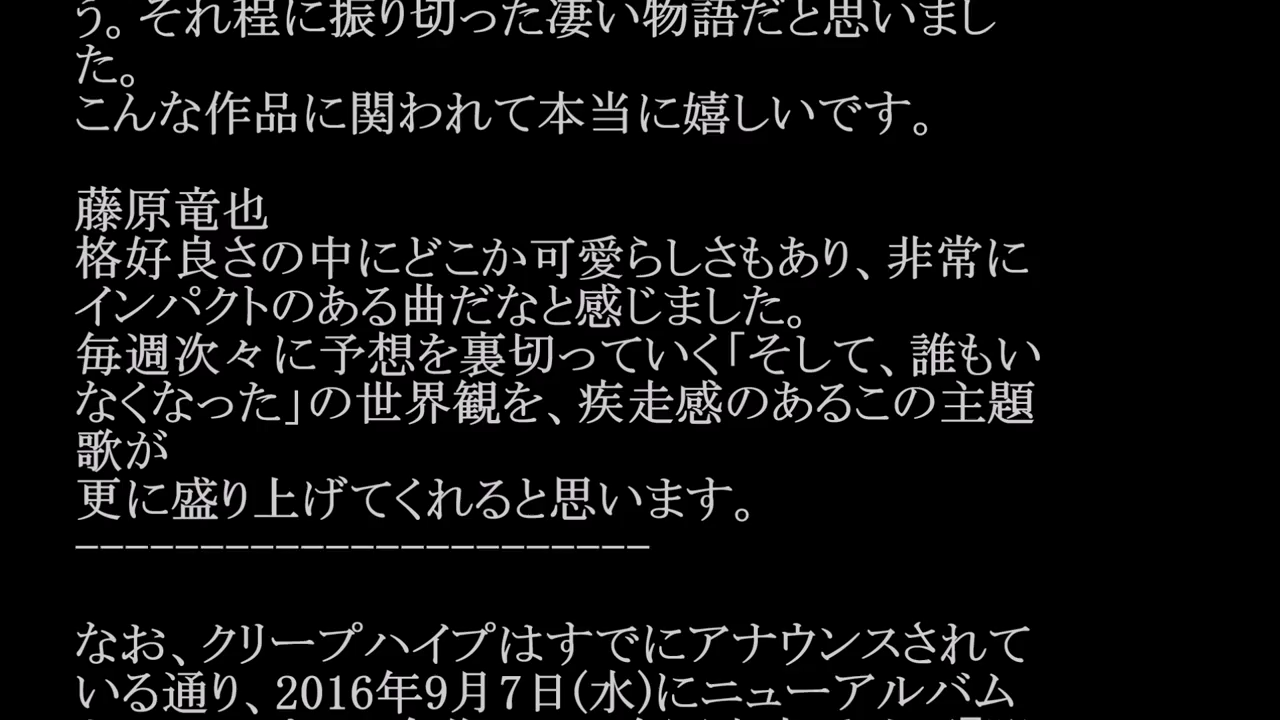 う。それ程に振り切った凄い物語だと思いまし
た。
こんな作品に関われて本当に嬉しいです。
藤原竜也
格好良さの中にどこか可愛らしさもあり、非常に
インパクトのある曲だなと感じました。
毎週次々に予想を裏切っていく「そして、誰もい
なくなった」の世界観を、疾走感のあるこの主題
歌が
更に盛り上げてくれると思います。
------------------------
なお、クリープハイプはすでにアナウンスされて
いる通り、2016年9月7日(水)にニューアルバム